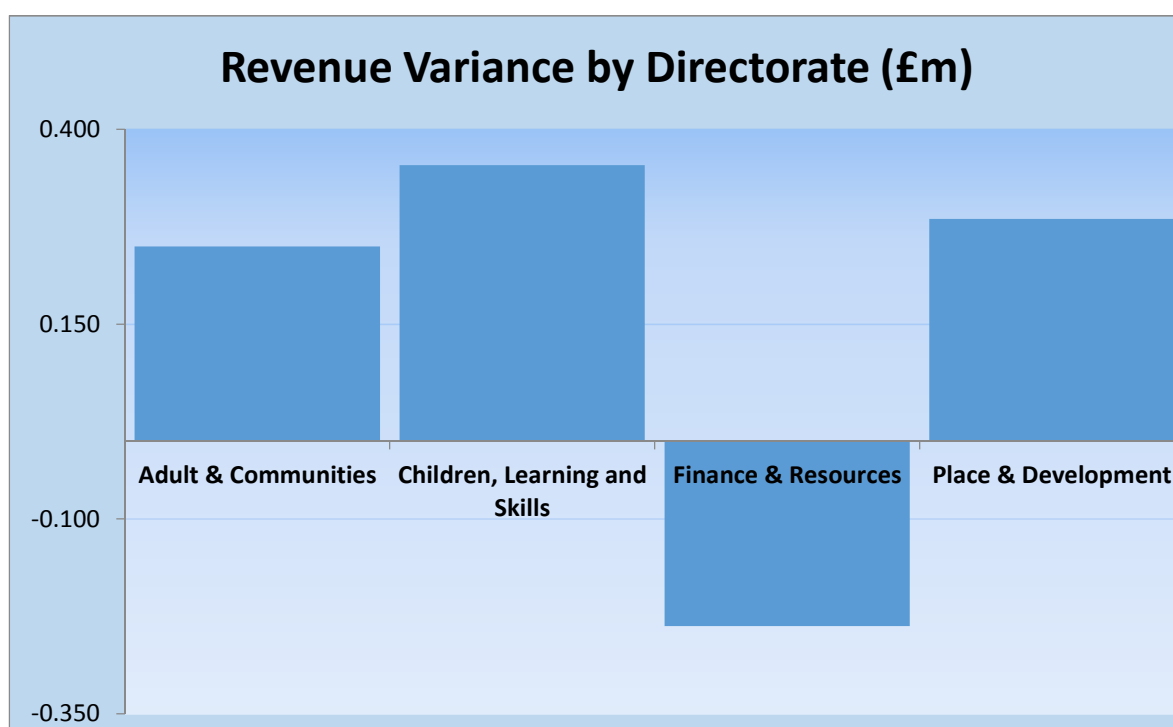 Revenue Variance by Directorate (£m)
0.400
0.150
Adult & Communities Children, Learning and Finance & Resources Place & Development
Skills
-0.100
-0.350